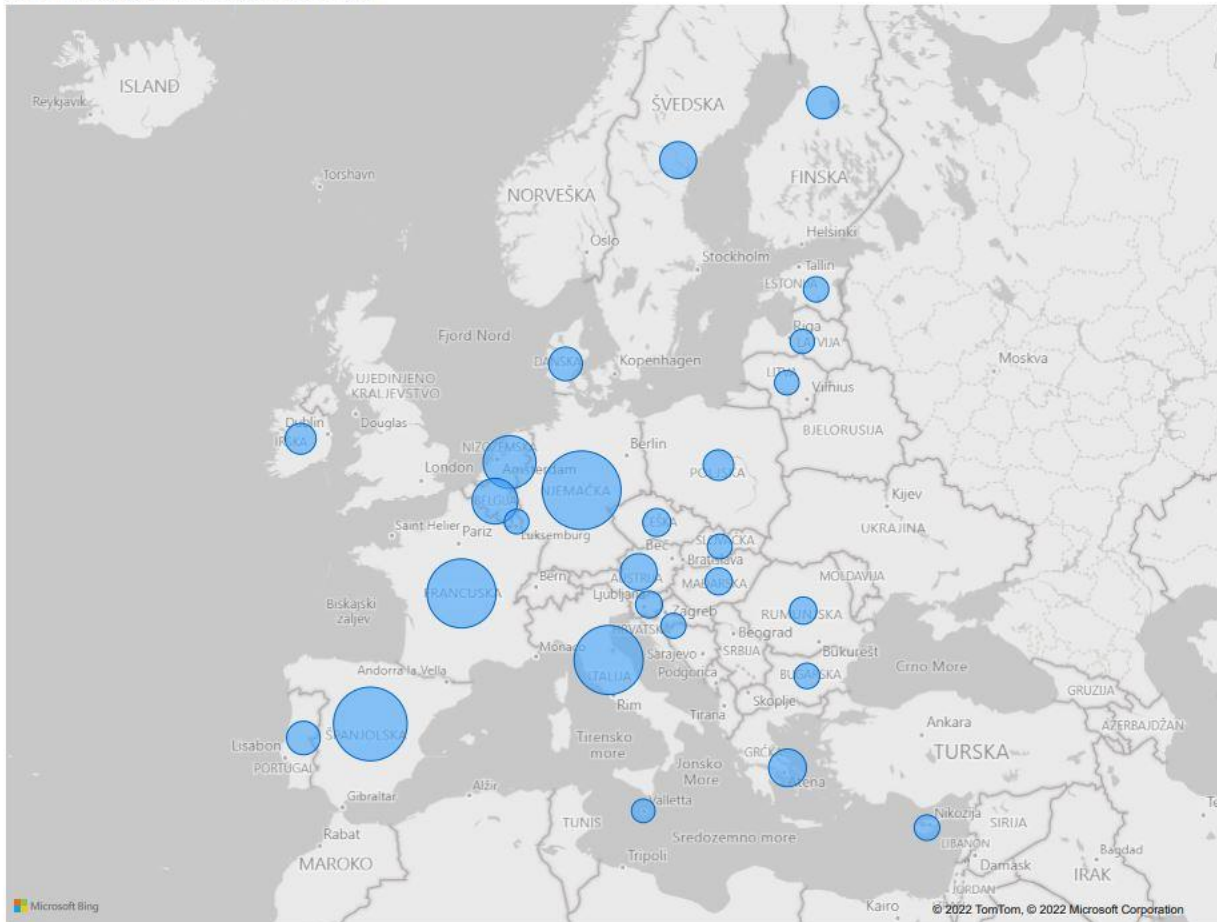 ISLAND
Reykjavik
ŠVEDSKA
Torshavn
FINSKA
NORVEŠKA
Oslo
Helsinki
Stockholm
Tallin
ESTONIJA
Fjord Nord
Riga
LATVIJA
DANSKA
Kopenhagen
Moskva
LITVA
Vilnius
UJEDINJENO
KRALJEVSTVO
Dublin
Douglas
IRSKA
BJELORUSIJA
NIZOZEMSKA
Berlin
London
Amsterdam
POLJSKA
NJEMAČKA
BELGIJA
Kijev
Saint Helier
Pariz
Luksemburg
ČEŠKA
UKRAJINA
SLOVAČKA
Beč
Bratislava
Bern
AUSTRIJA
MAĐARSKA
MOLDAVIJA
FRANCUSKA
Ljubljana
Biskajski
zaljev
Zagreb
RUMUNJSKA
HRVATSKA
Beograd
Monaco
Sarajevo
SRBIJA
Bukurešt
Andorra la Vella
Podgorica
Crno More
ITALIJA
BUGARSKA
GRUZIJA
Rim
Skoplje
Tirana
Ankara
AZERBAJDŽAN
Lisabon
ŠPANJOLSKA
Tirensko
more
TURSKA
PORTUGAL
Jonsko
More
GRČKA
Atena
Gibraltar
Alžir
Valletta
Nikozija
TUNIS
SIRIJA
Rabat
Sredozemno more
LIBANON
Bagdad
MAROKO
Tripoli
Damask
IRAK
JORDAN
Kairo
Microsoft Bing
© 2022 TomTom, © 2022 Microsoft Corporation